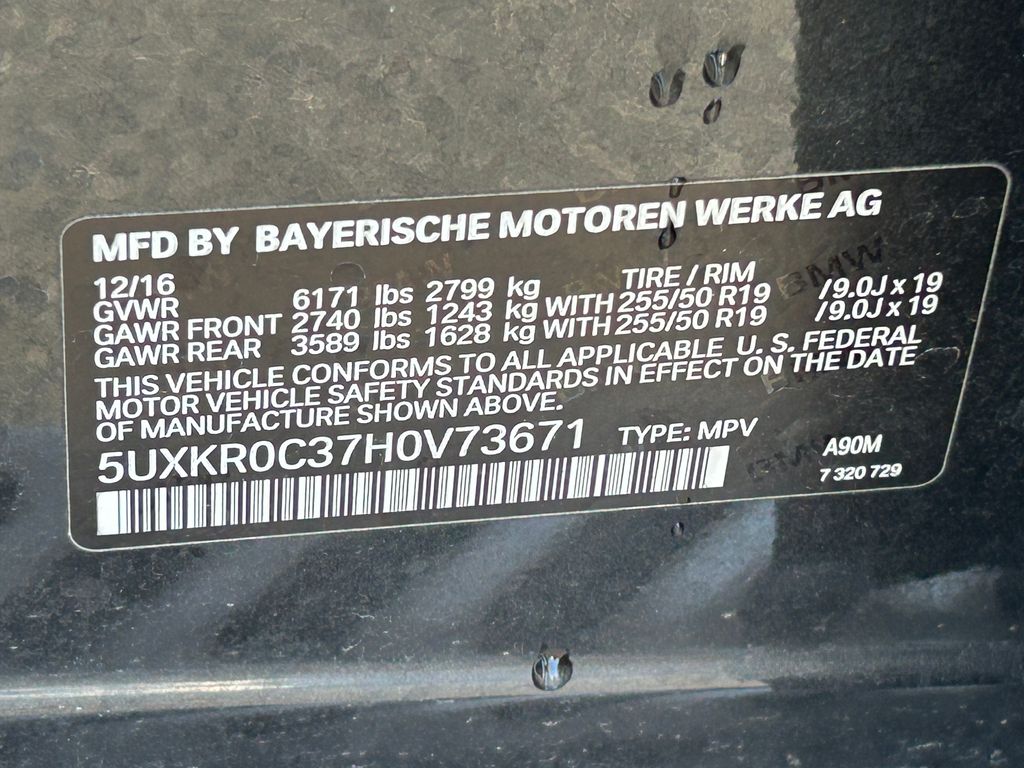 MFD BY BAYERISCHE MOTOREN WERKE AG
12/16 TIRE / RIM
GVWR 6171 lbs 2799 kg
GAWR FRONT 2740 lbs 1243 kg WITH 255/50 R19 /9.0J x 19
GAWR REAR 3589 lbs 1628 kg WITH 255/50 R19 /9.0J x 19
THIS VEHICLE CONFORMS TO ALL APPLICABLE U. S. FEDERAL
MOTOR VEHICLE SAFETY STANDARDS IN EFFECT ON THE DATE
OF MANUFACTURE SHOWN ABOVE.
5UXKR0C37H0V73671 TYPE: MPV A90M
7 320 729
BMW